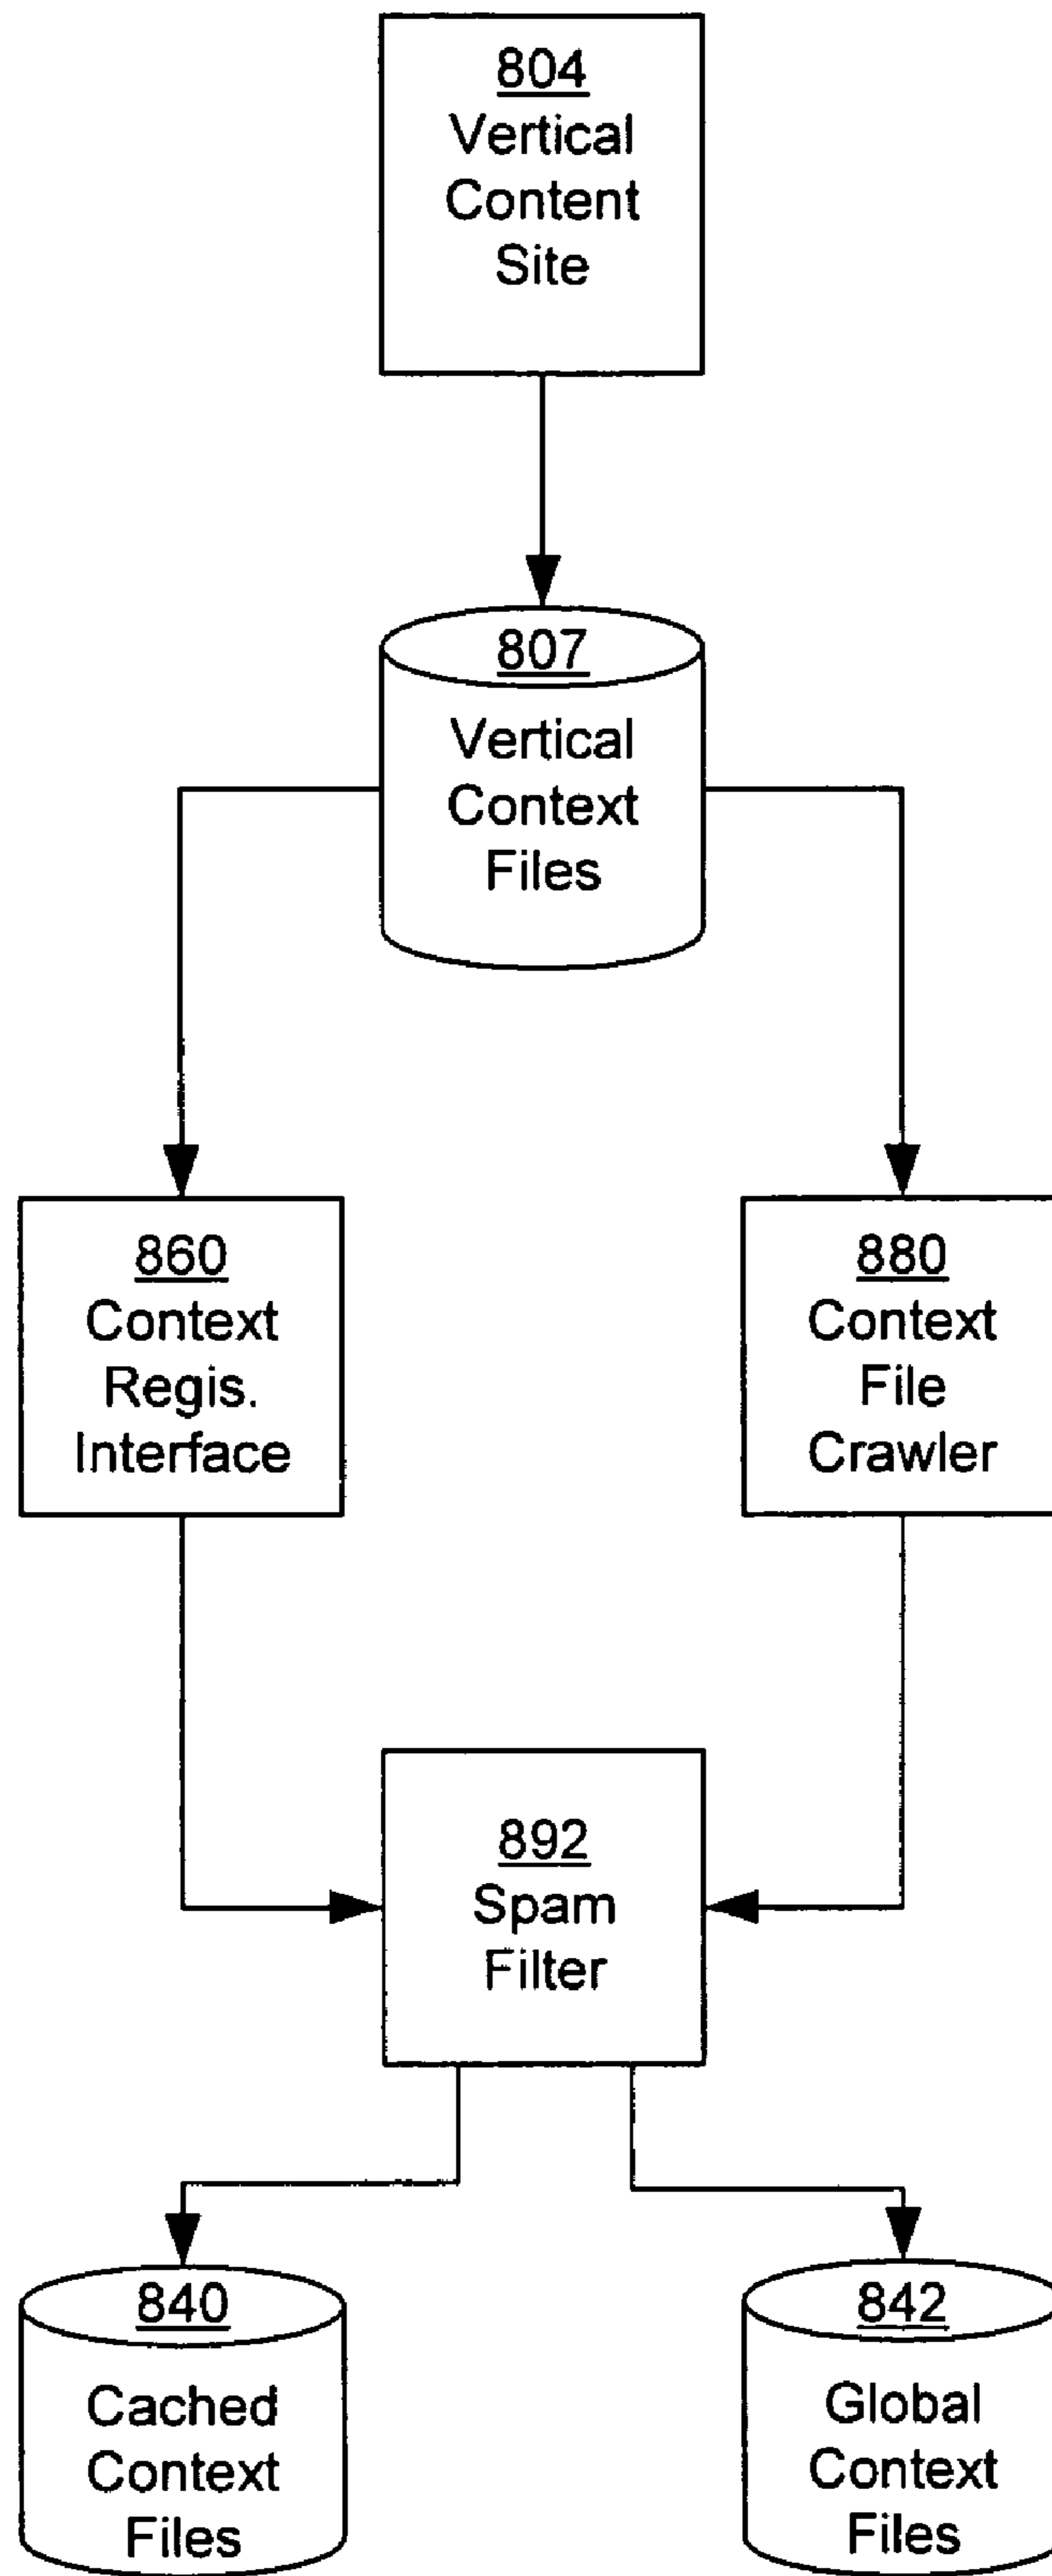 804
Vertical
Content
Site
807
Vertical
Context
Files
860
Context
Regis.
Interface
880
Context
File
Crawler
892
Spam
Filter
840
Cached
Context
Files
842
Global
Context
Files